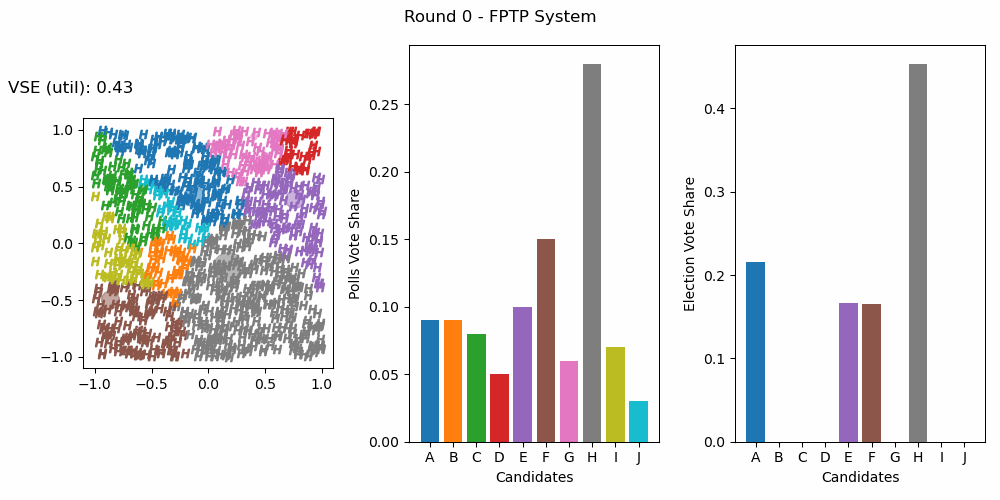 Round 0 - FPTP System
VSE (util): 0.43
1.0
0.5
0.0
−0.5
−1.0
−1.0 −0.5 0.0 0.5 1.0
Polls Vote Share
0.25
0.20
0.15
0.10
0.05
0.00
A B C D E F G H I J
Candidates
Election Vote Share
0.4
0.3
0.2
0.1
0.0
A B C D E F G H I J
Candidates